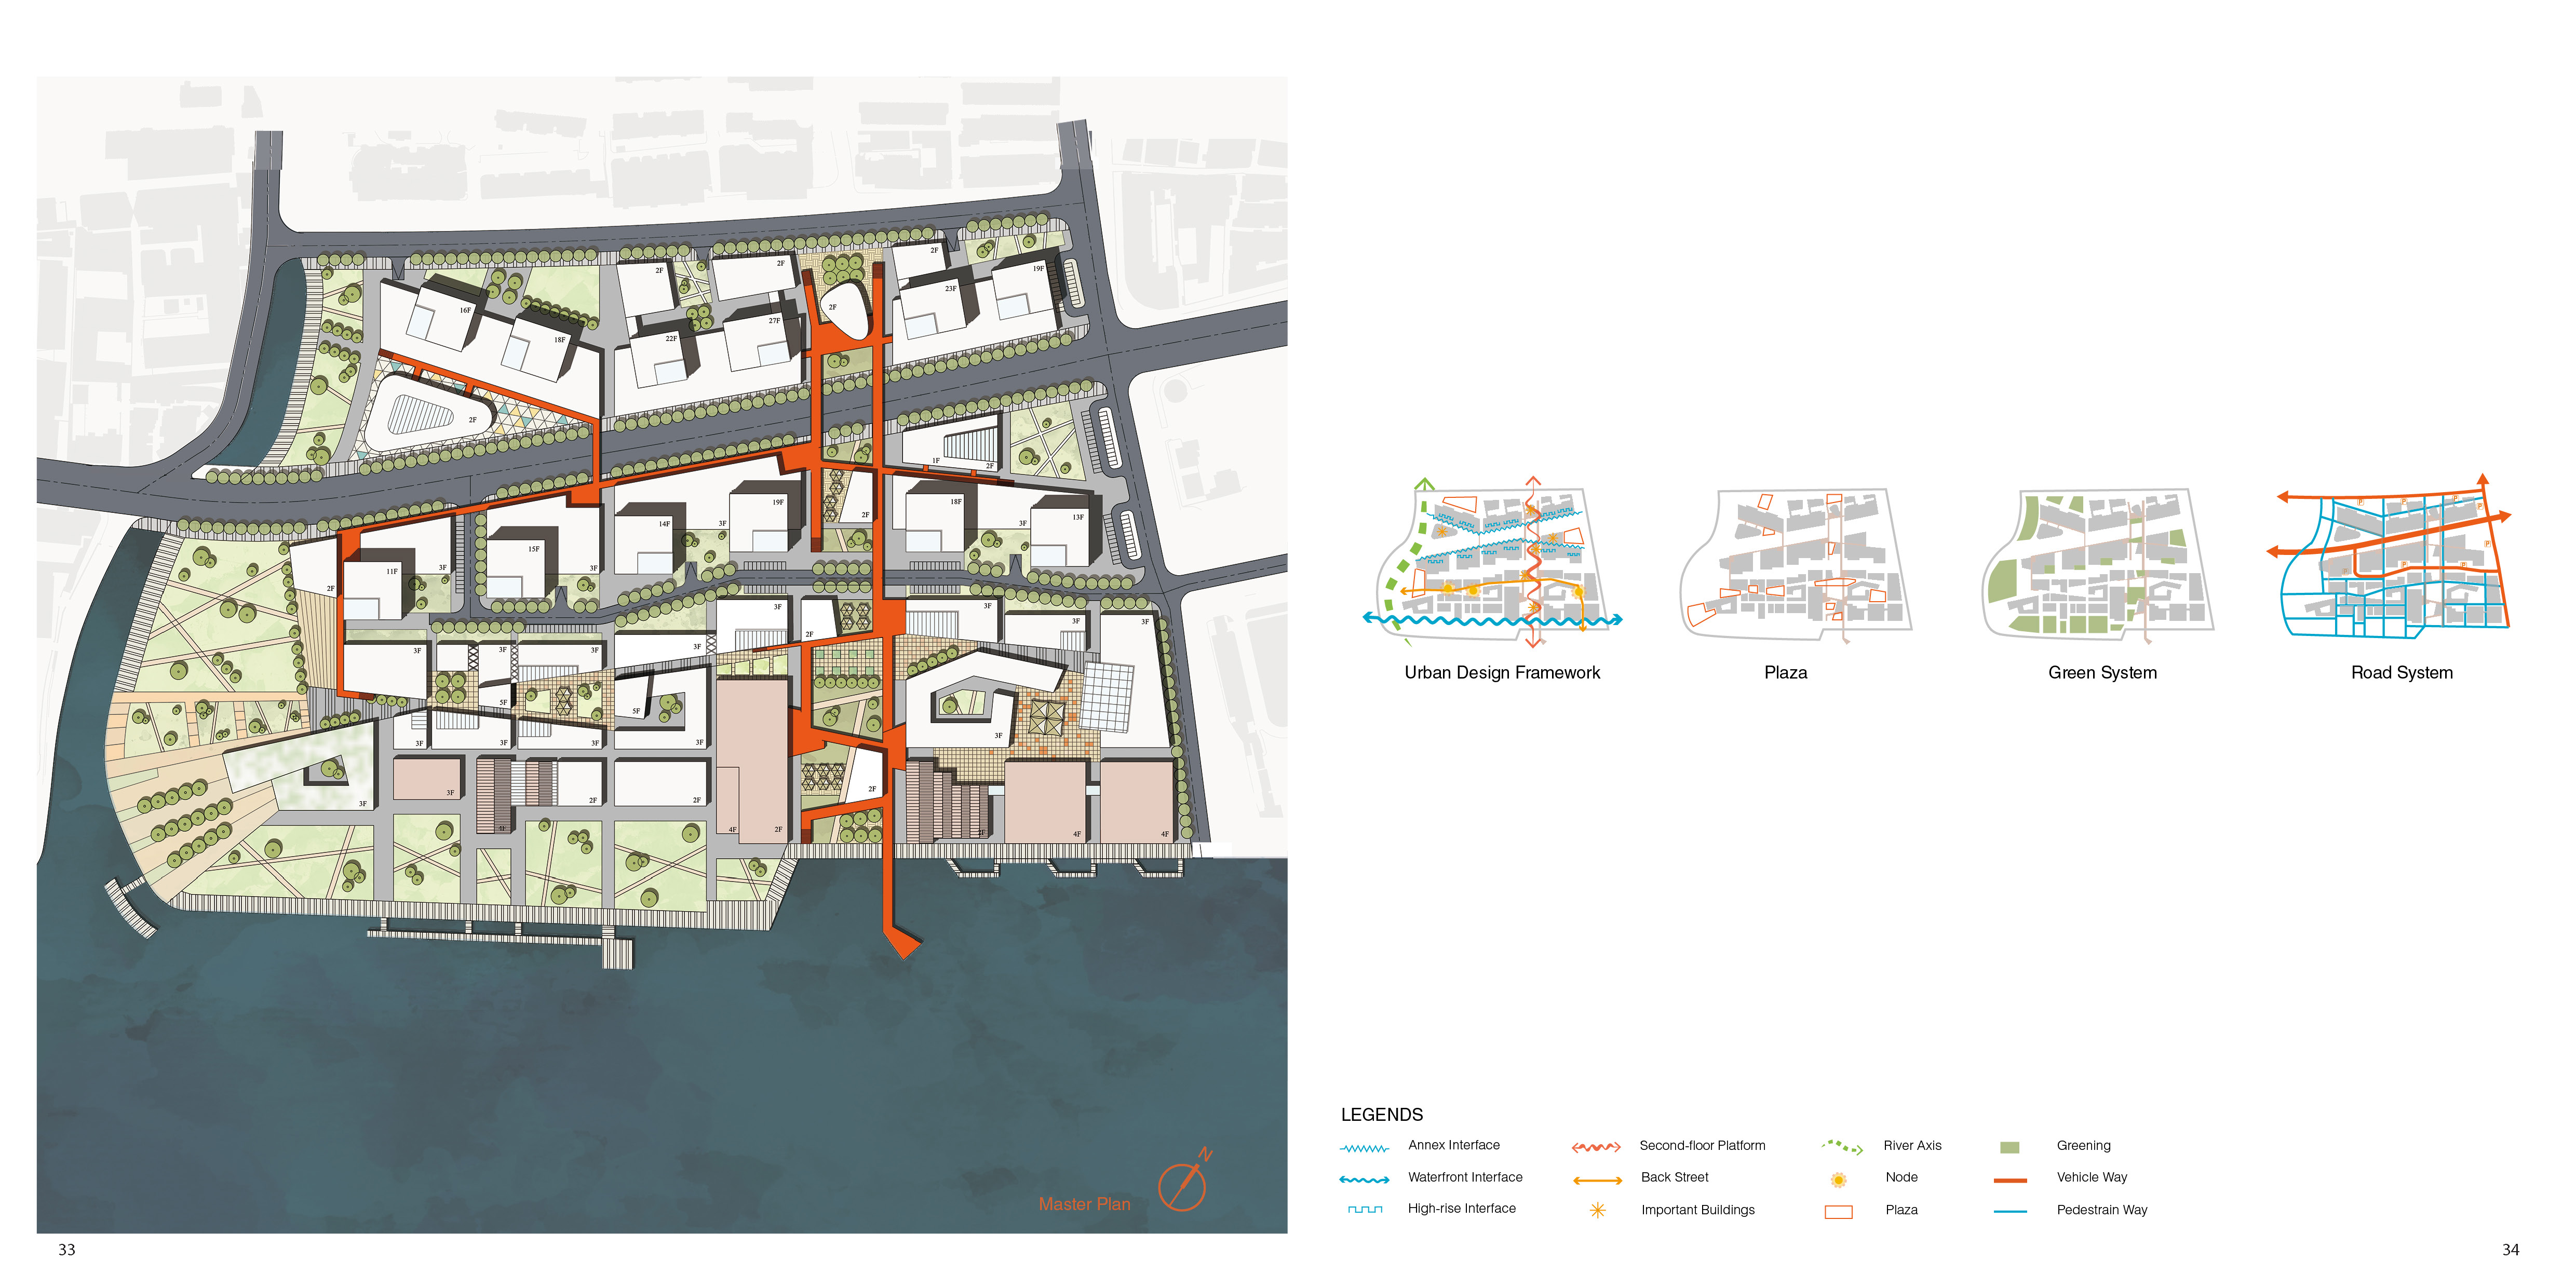 2F
19F
2F
2F
23F
2F
16F
27F
18F
22F
2F
1F
2F
19F
18F
14F
3F
3F
13F
2F
15F
11F
3F
3F
2F
3F
3F
3F
3F
2F
3F
3F
3F
3F
5F
5F
3F
3F
3F
3F
3F
3F
2F
3F
2F
2F
4F
2F
4F
4F
N
Master Plan
33
Urban Design Framework
Plaza
Green System
Road System
P
P
P
P
P
P
P
P
LEGENDS
Annex Interface
Second-floor Platform
River Axis
Greening
Waterfront Interface
Back Street
Node
Vehicle Way
High-rise Interface
Important Buildings
Plaza
Pedestrain Way
34